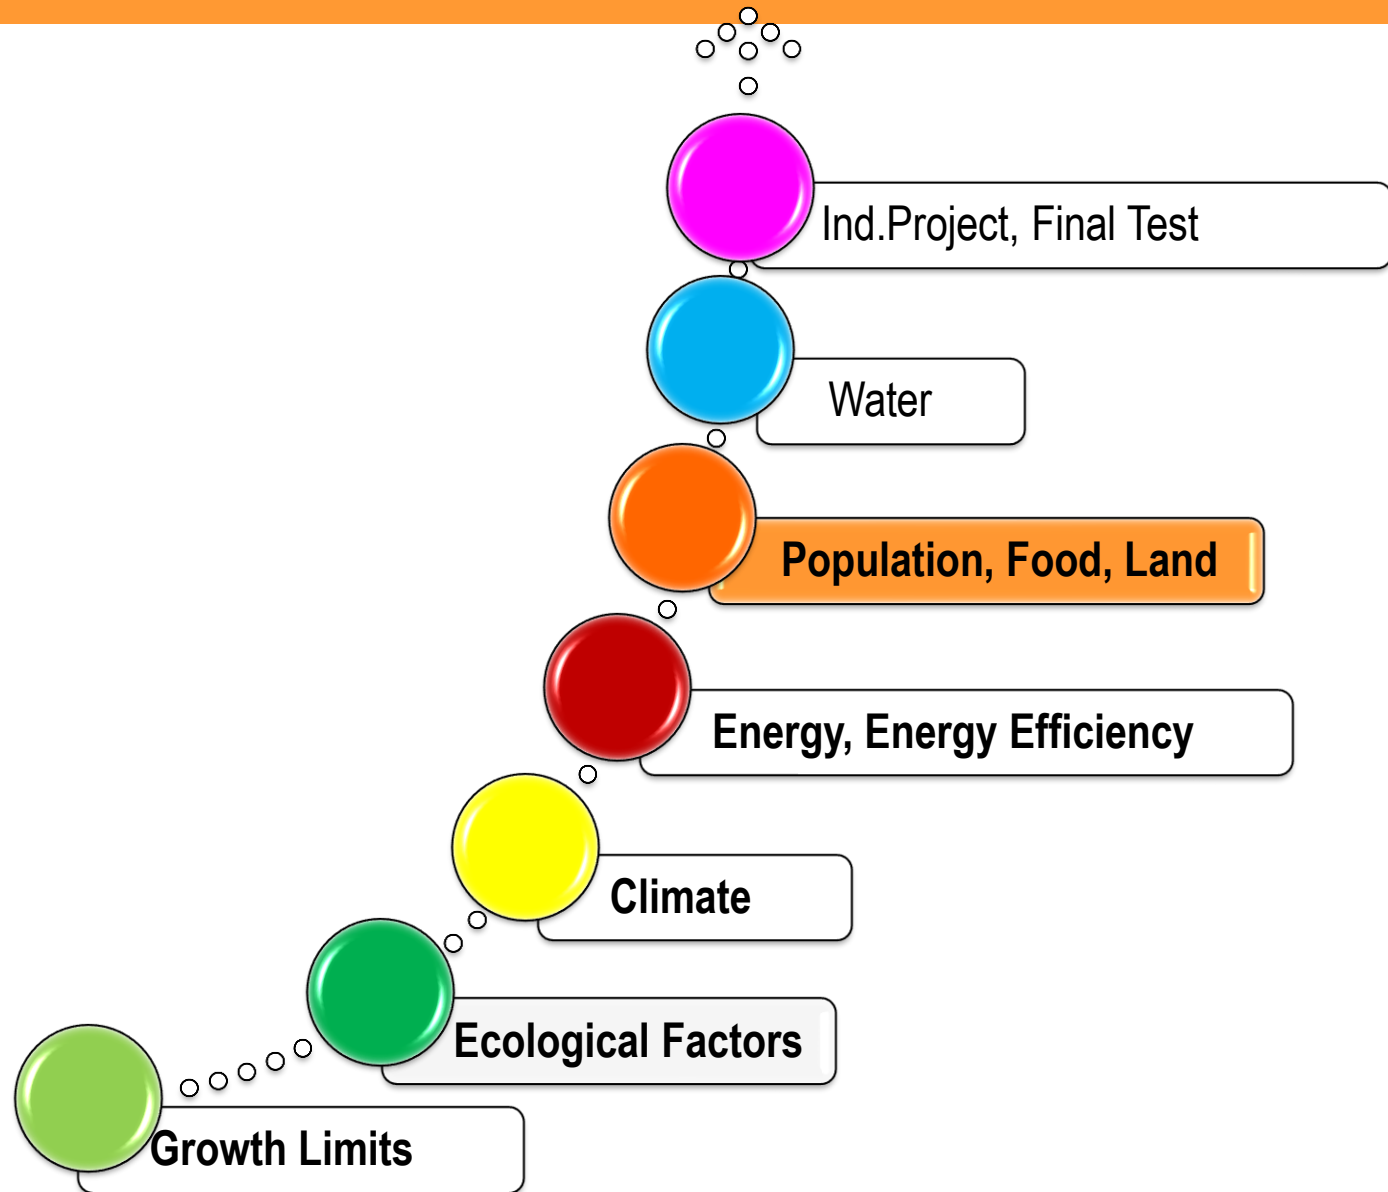 Ind.Project, Final Test
Water
Population, Food, Land
Energy, Energy Efficiency
Climate
Ecological Factors
Growth Limits